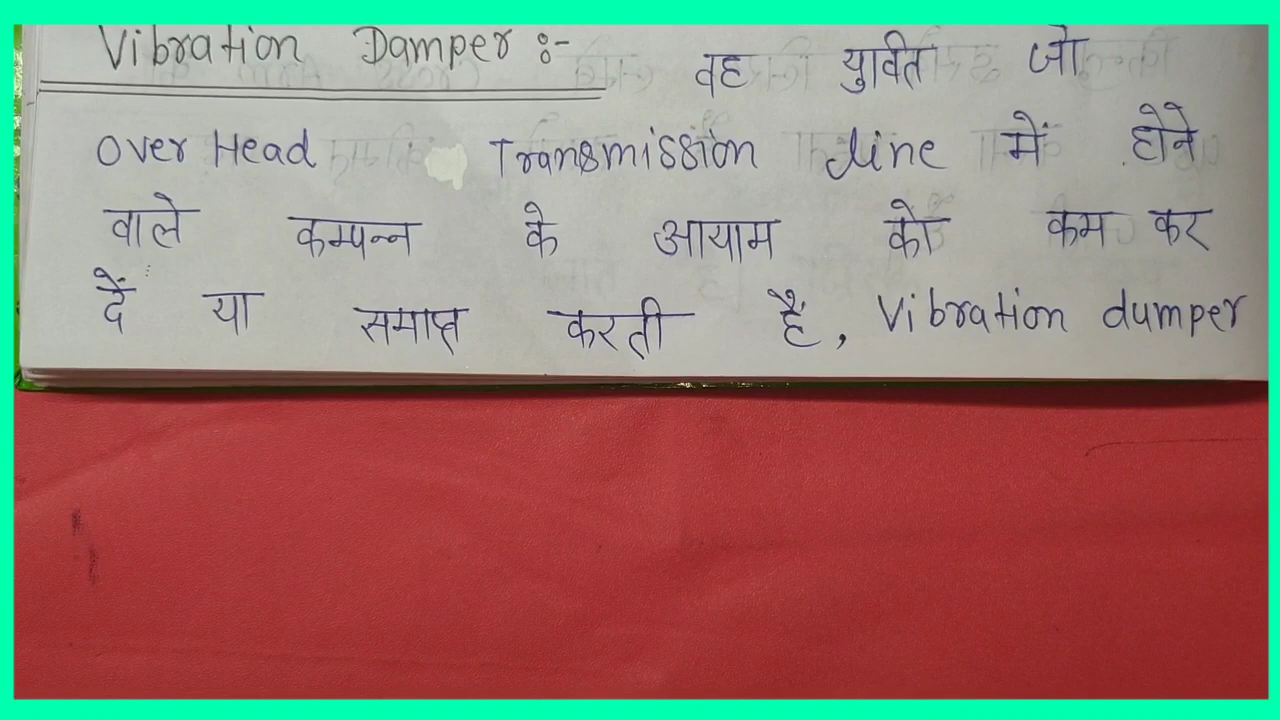 Vibration Damper :- वह युक्ति जो
Over Head Transmission line में होने
वाले कम्पन्न के आयाम को कम कर
दें या समाप्त करती है, Vibration dumper